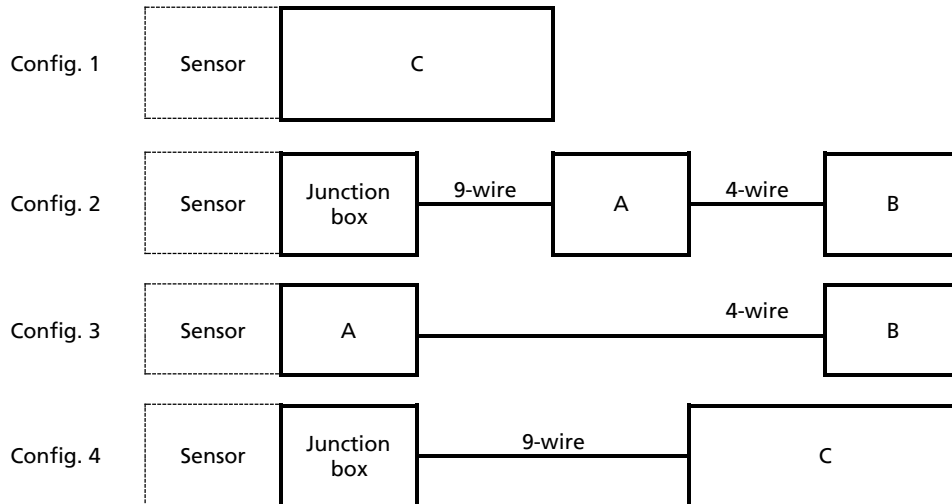 Config. 1
Sensor
C
Config. 2
Sensor
Junction
box
9-wire
A
4-wire
B
Config. 3
Sensor
A
4-wire
B
Config. 4
Sensor
Junction
box
9-wire
C